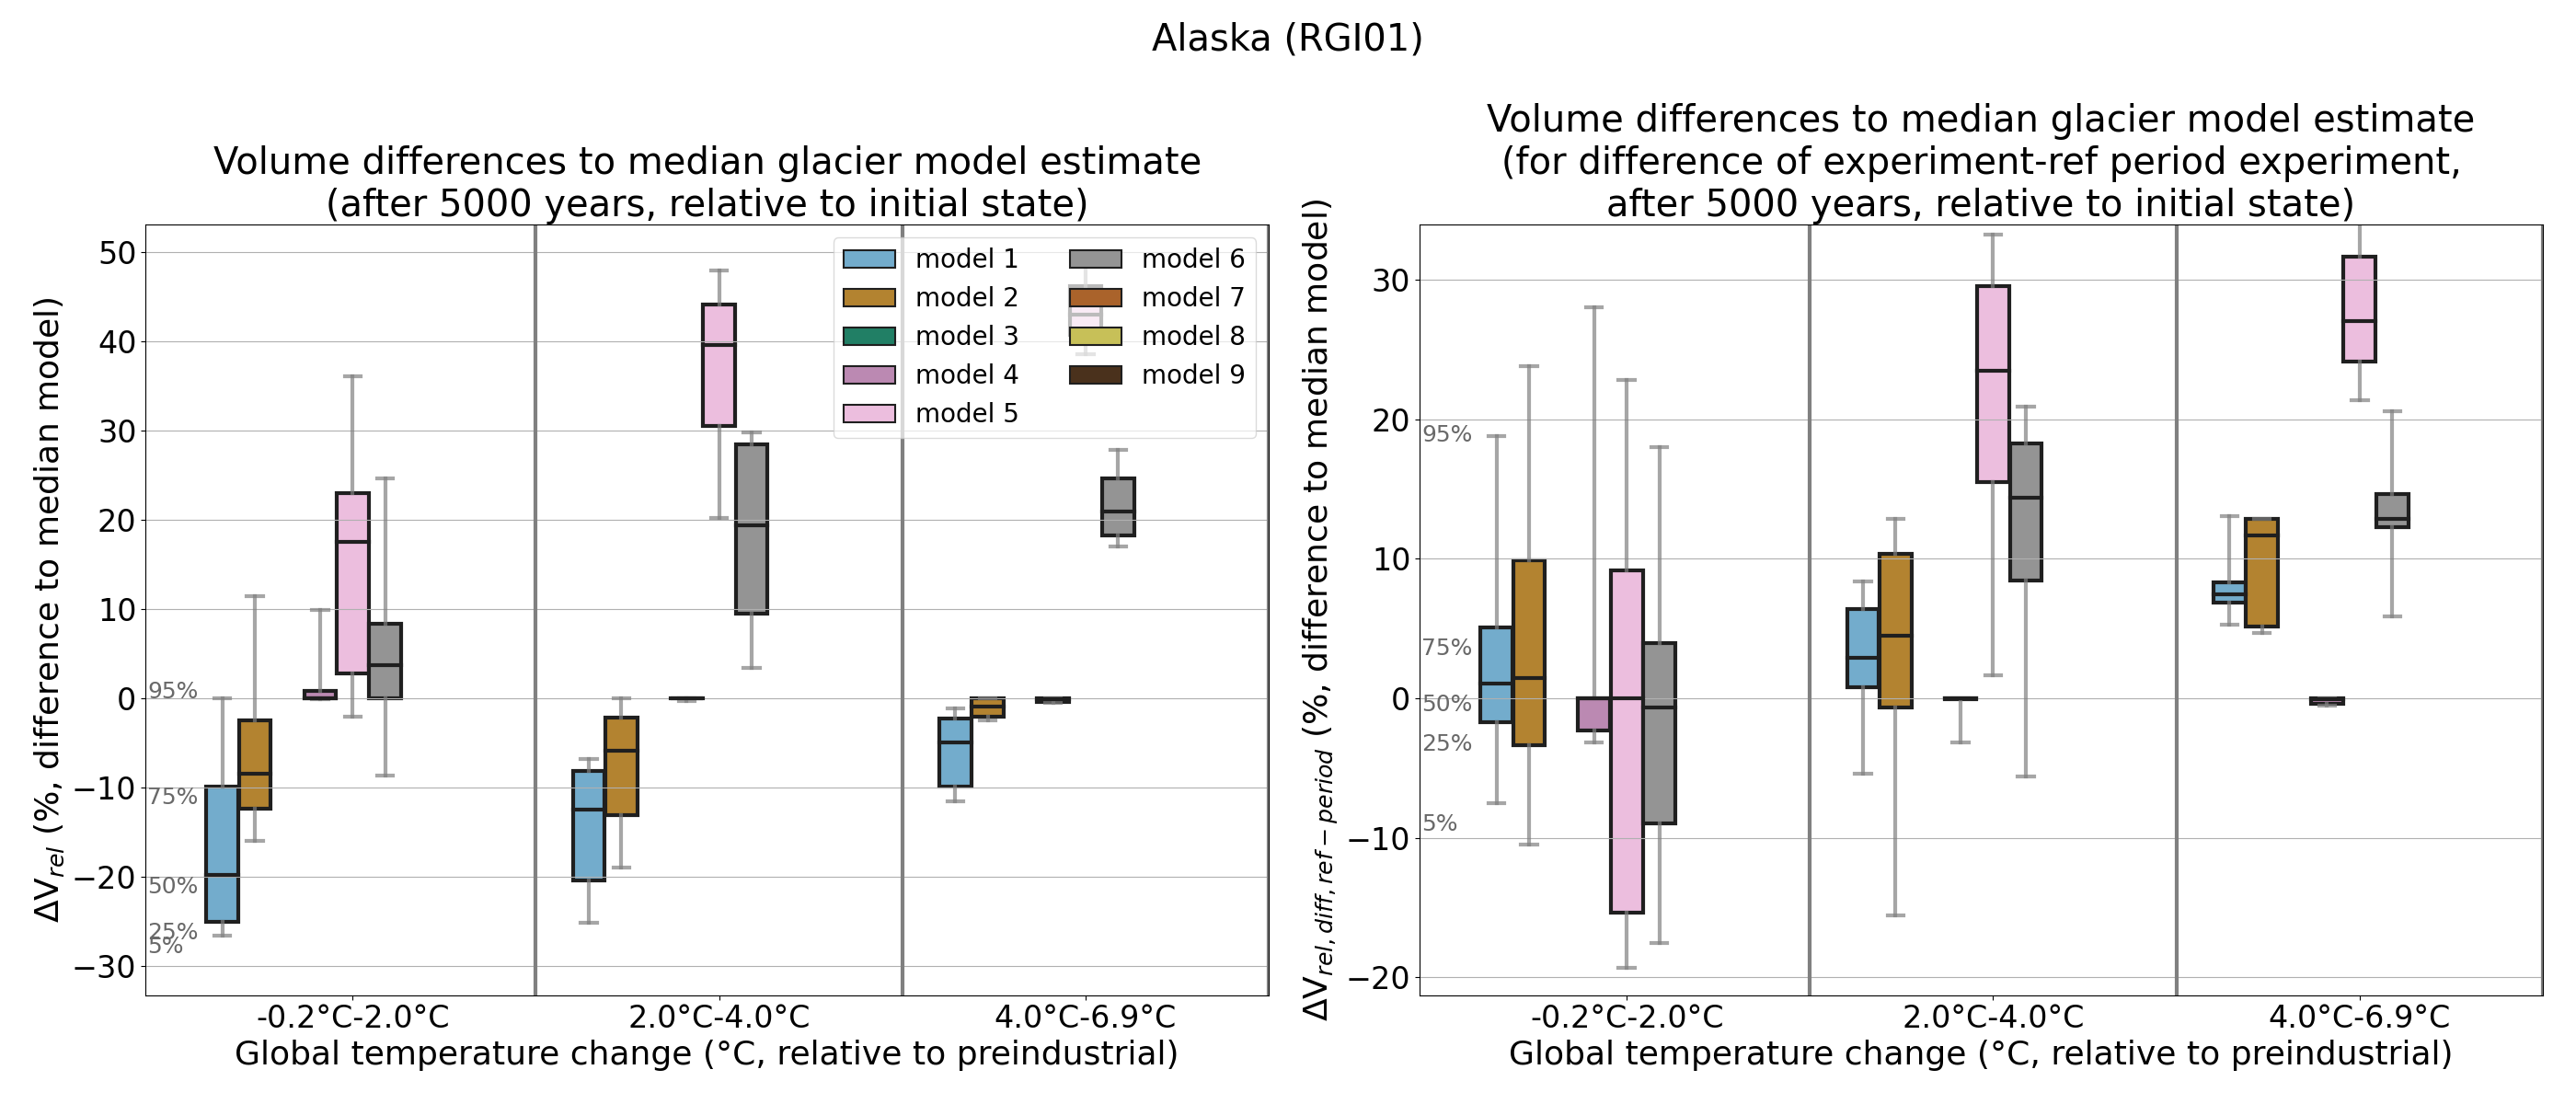 Alaska (RGI01)
Volume differences to median glacier model estimate
(after 5000 years, relative to initial state)
ΔV_rel (%, difference to median model)
50
40
30
20
10
0
−10
−20
−30
95%
75%
50%
25%
5%
model 1
model 2
model 3
model 4
model 5
model 6
model 7
model 8
model 9
-0.2°C-2.0°C
2.0°C-4.0°C
4.0°C-6.9°C
Global temperature change (°C, relative to preindustrial)
Volume differences to median glacier model estimate
(for difference of experiment-ref period experiment,
after 5000 years, relative to initial state)
ΔV_rel, diff, ref − period (%, difference to median model)
30
20
10
0
−10
−20
95%
75%
50%
25%
5%
-0.2°C-2.0°C
2.0°C-4.0°C
4.0°C-6.9°C
Global temperature change (°C, relative to preindustrial)